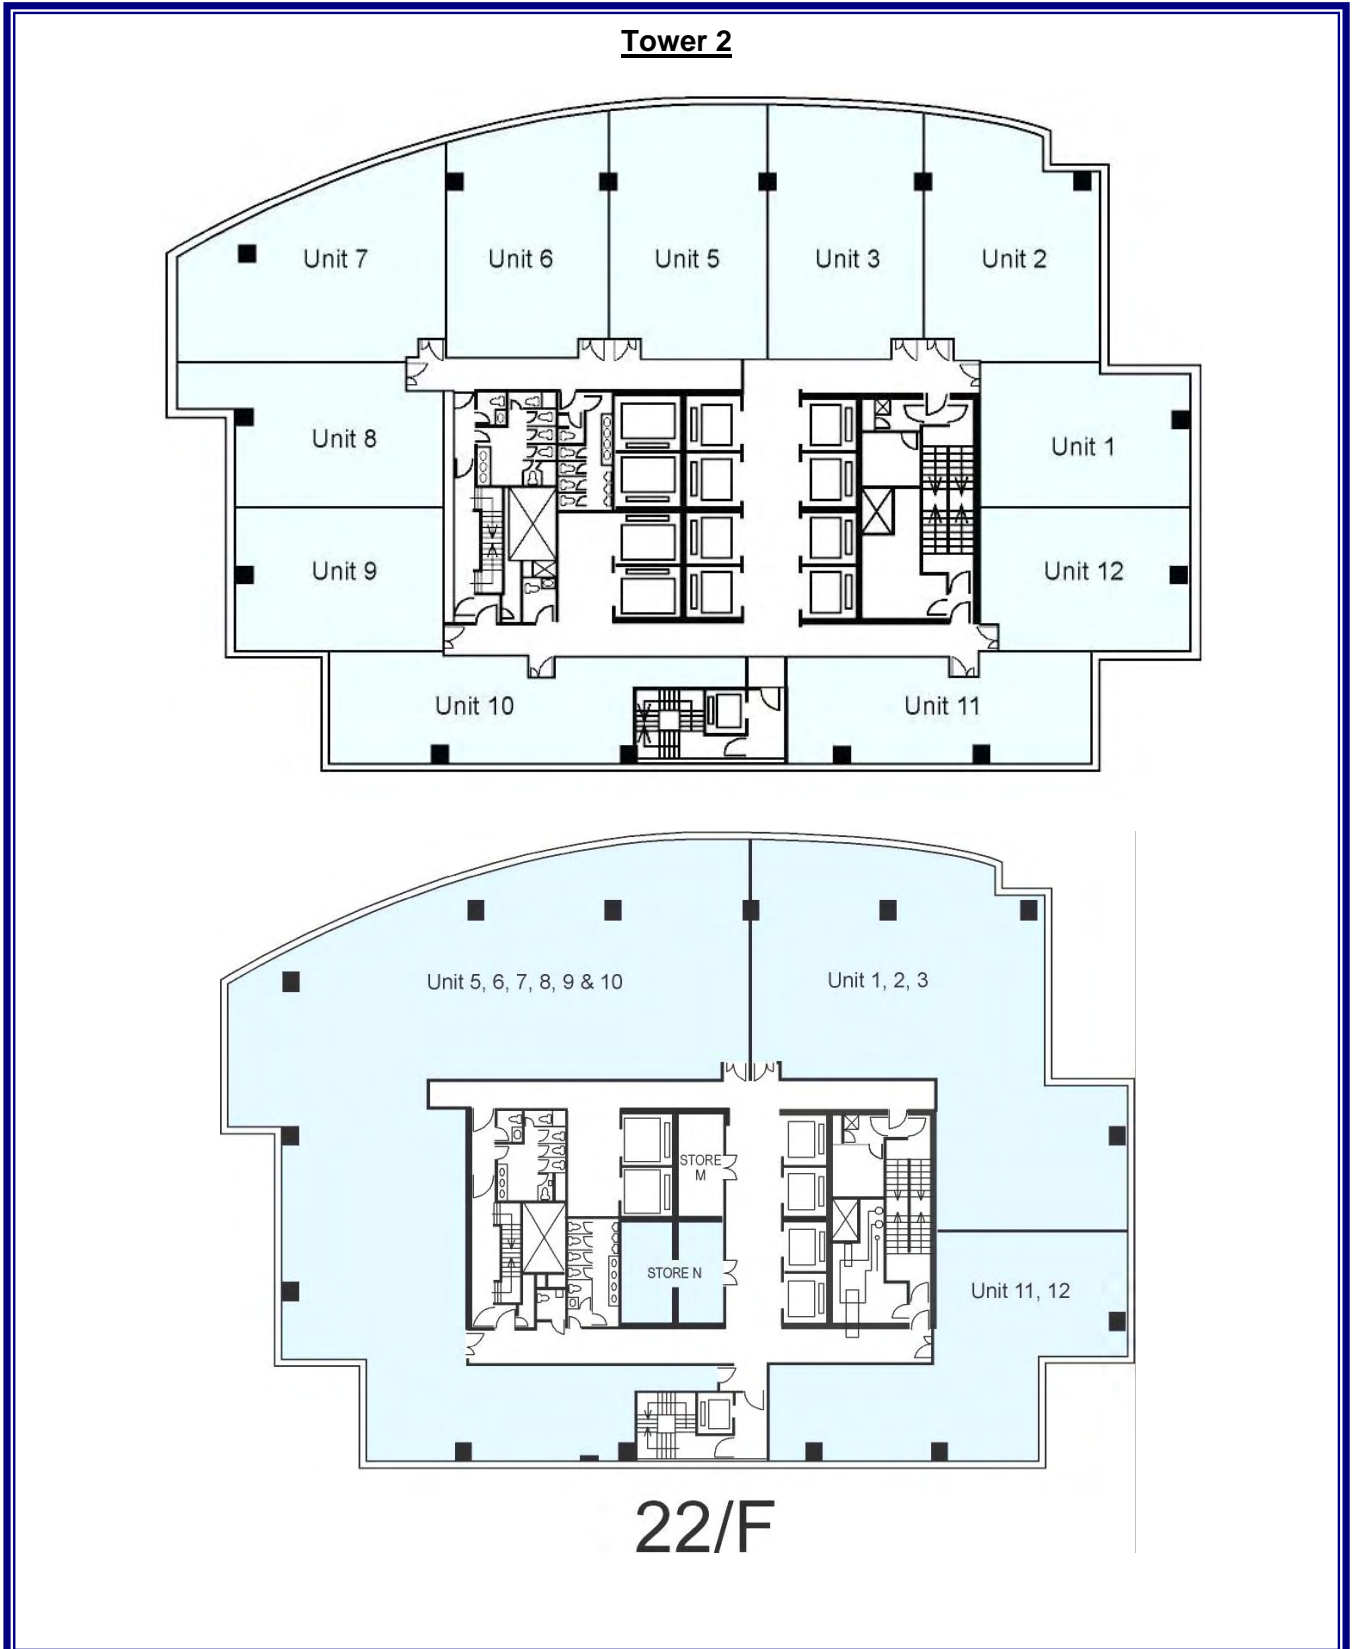 Tower 2
Unit 7
Unit 6
Unit 5
Unit 3
Unit 2
Unit 8
Unit 1
Unit 9
Unit 12
Unit 10
Unit 11
Unit 5, 6, 7, 8, 9 & 10
Unit 1, 2, 3
STORE
M
STORE N
Unit 11, 12
22/F